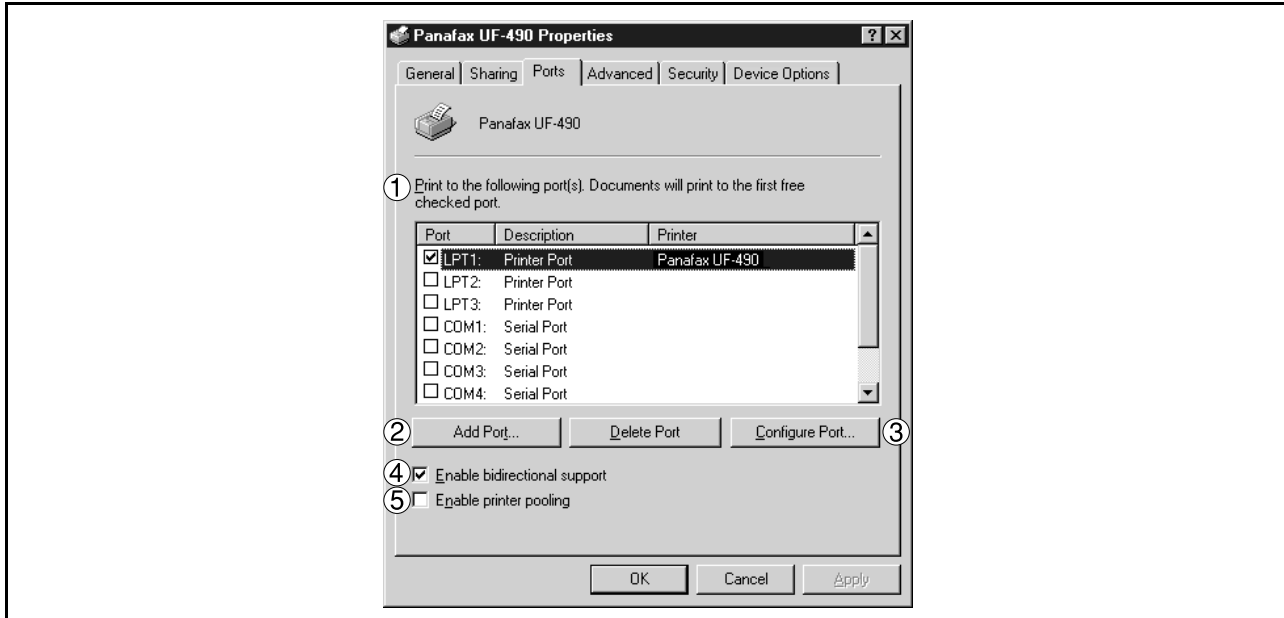 Panafax UF-490 Properties
General Sharing Ports Advanced Security Device Options
Panafax UF-490
① Print to the following port(s). Documents will print to the first free
checked port.
Port Description Printer
LPT1: Printer Port Panafax UF-490
LPT2: Printer Port
LPT3: Printer Port
COM1: Serial Port
COM2: Serial Port
COM3: Serial Port
COM4: Serial Port
② Add Port... Delete Port Configure Port... ③
④ Enable bidirectional support
⑤ Enable printer pooling
OK Cancel Apply